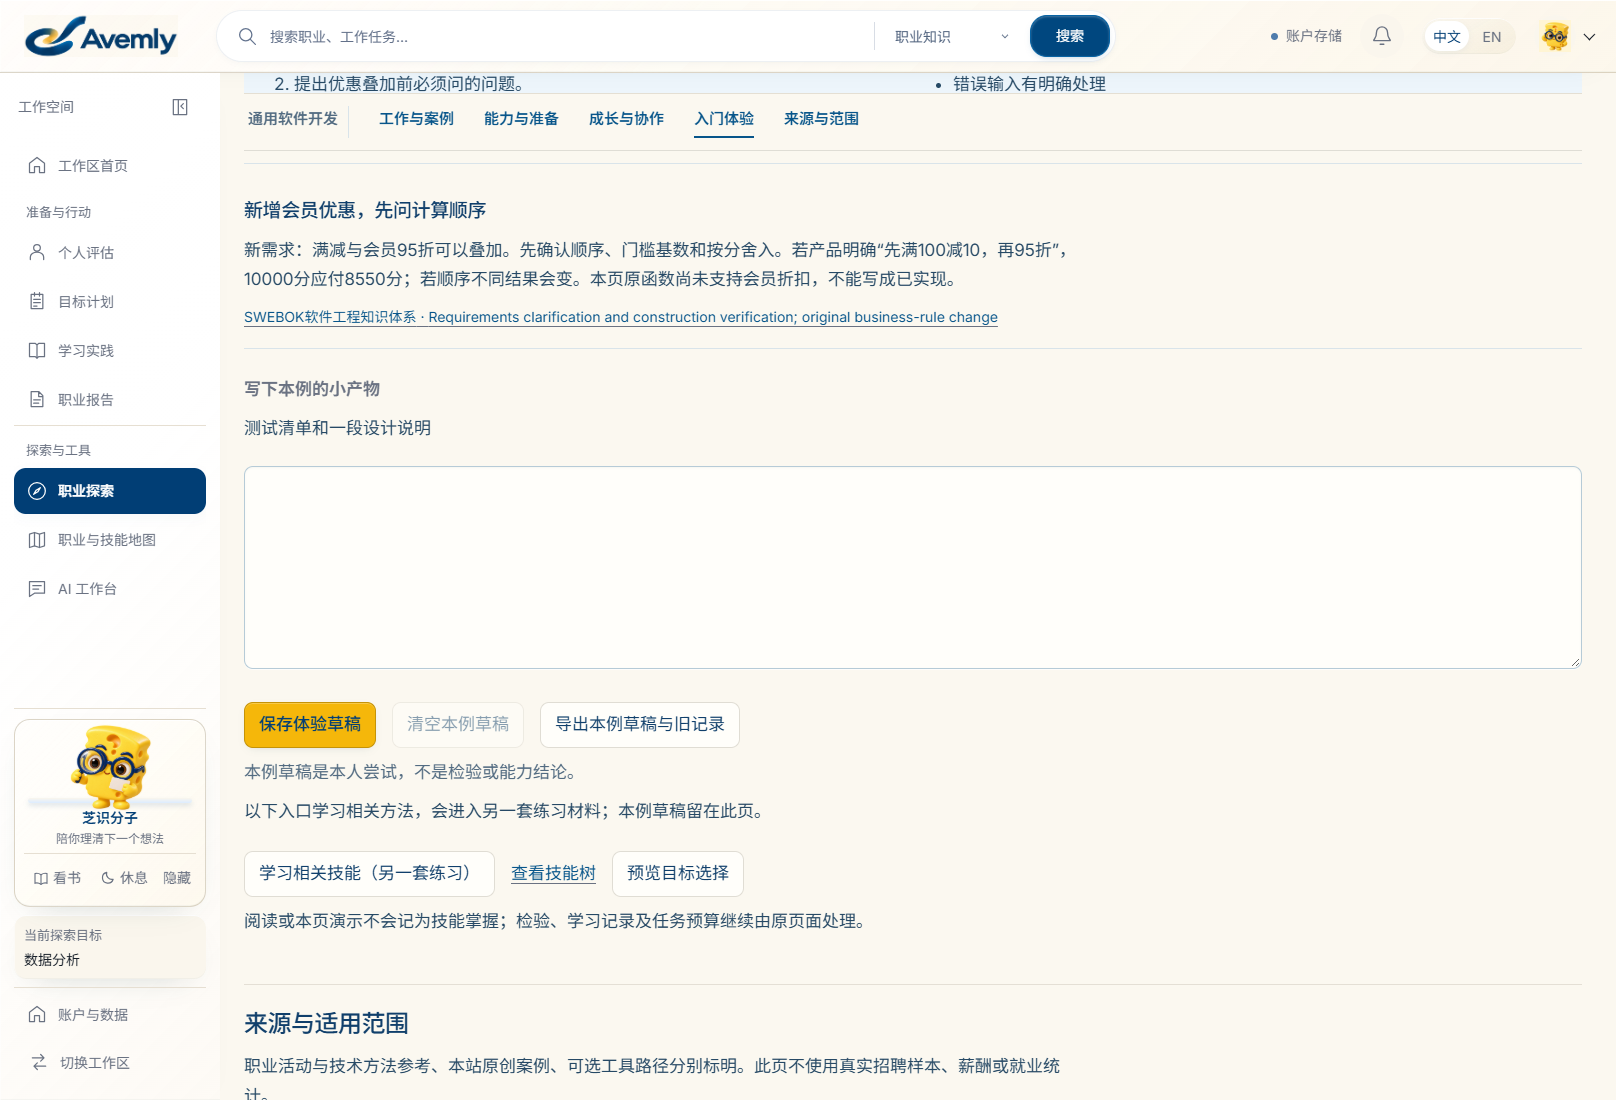 Avemly
搜索职业、工作任务...
职业知识
搜索
账户存储
中文
EN
工作空间
工作区首页
准备与行动
个人评估
目标计划
学习实践
职业报告
探索与工具
职业探索
职业与技能地图
AI 工作台
芝识分子
陪你理清下一个想法
看书
休息
隐藏
当前探索目标
数据分析
账户与数据
切换工作区
2. 提出优惠叠加前必须问的问题。
• 错误输入有明确处理
通用软件开发
工作与案例
能力与准备
成长与协作
入门体验
来源与范围
新增会员优惠，先问计算顺序
新需求：满减与会员95折可以叠加。先确认顺序、门槛基数和按分舍入。若产品明确“先满100减10，再95折”，
10000分应付8550分；若顺序不同结果会变。本页原函数尚未支持会员折扣，不能写成已实现。
SWEBOK软件工程知识体系 · Requirements clarification and construction verification; original business-rule change
写下本例的小产物
测试清单和一段设计说明
保存体验草稿
清空本例草稿
导出本例草稿与旧记录
本例草稿是本人尝试，不是检验或能力结论。
以下入口学习相关方法，会进入另一套练习材料；本例草稿留在此页。
学习相关技能（另一套练习）
查看技能树
预览目标选择
阅读或本页演示不会记为技能掌握；检验、学习记录及任务预算继续由原页面处理。
来源与适用范围
职业活动与技术方法参考、本站原创案例、可选工具路径分别标明。此页不使用真实招聘样本、薪酬或就业统
计。